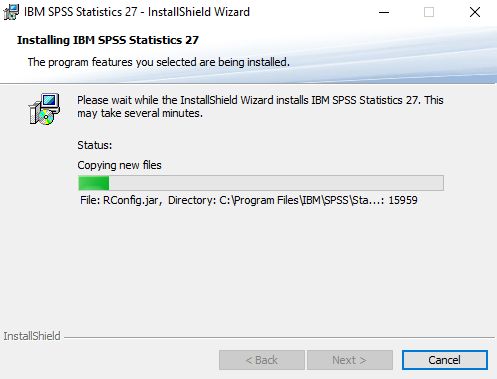 IBM SPSS Statistics 27 - InstallShield Wizard
Installing IBM SPSS Statistics 27
The program features you selected are being installed.
Please wait while the InstallShield Wizard installs IBM SPSS Statistics 27. This
may take several minutes.
Status:
Copying new files
File: RConfig.jar,  Directory: C:\Program Files\IBM\SPSS\Sta...: 15959
InstallShield
< Back
Next >
Cancel